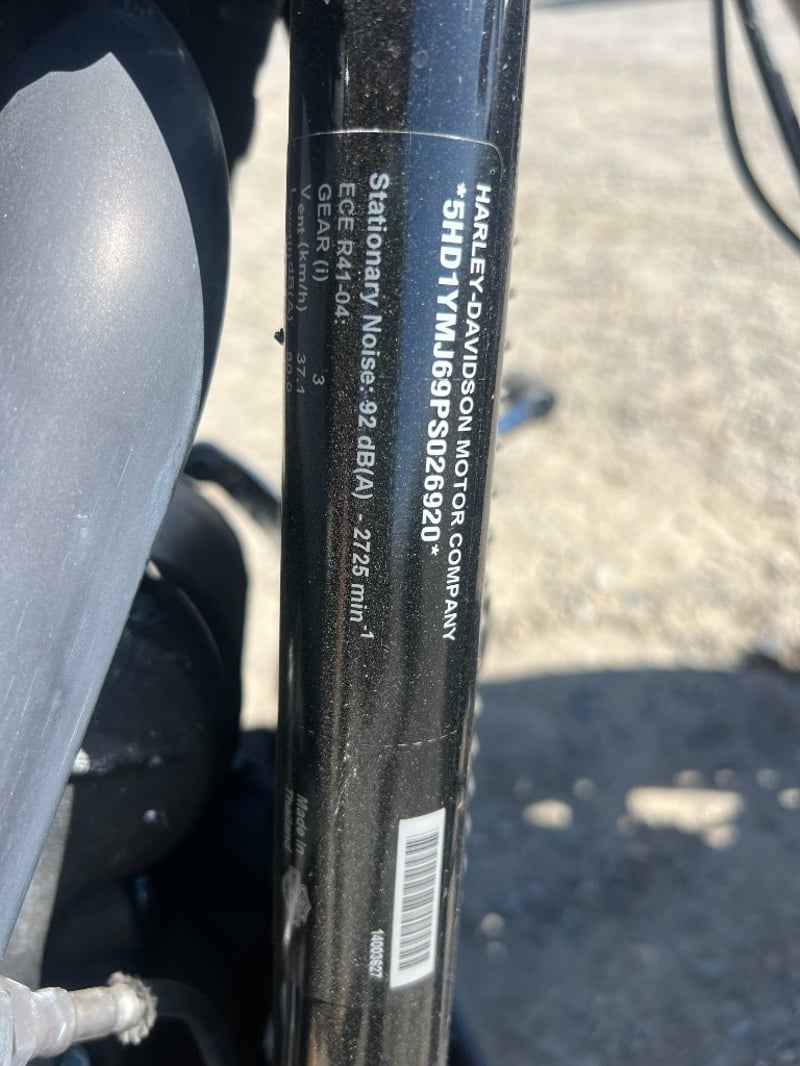 HARLEY-DAVIDSON MOTOR COMPANY
*5HD1YMJ69PS026920*
Stationary Noise: 92 dB(A) - 2725 min-1
ECE R41-04:
GEAR (i) 3
(km/h) 37.1
Made in
Thailand
14003627